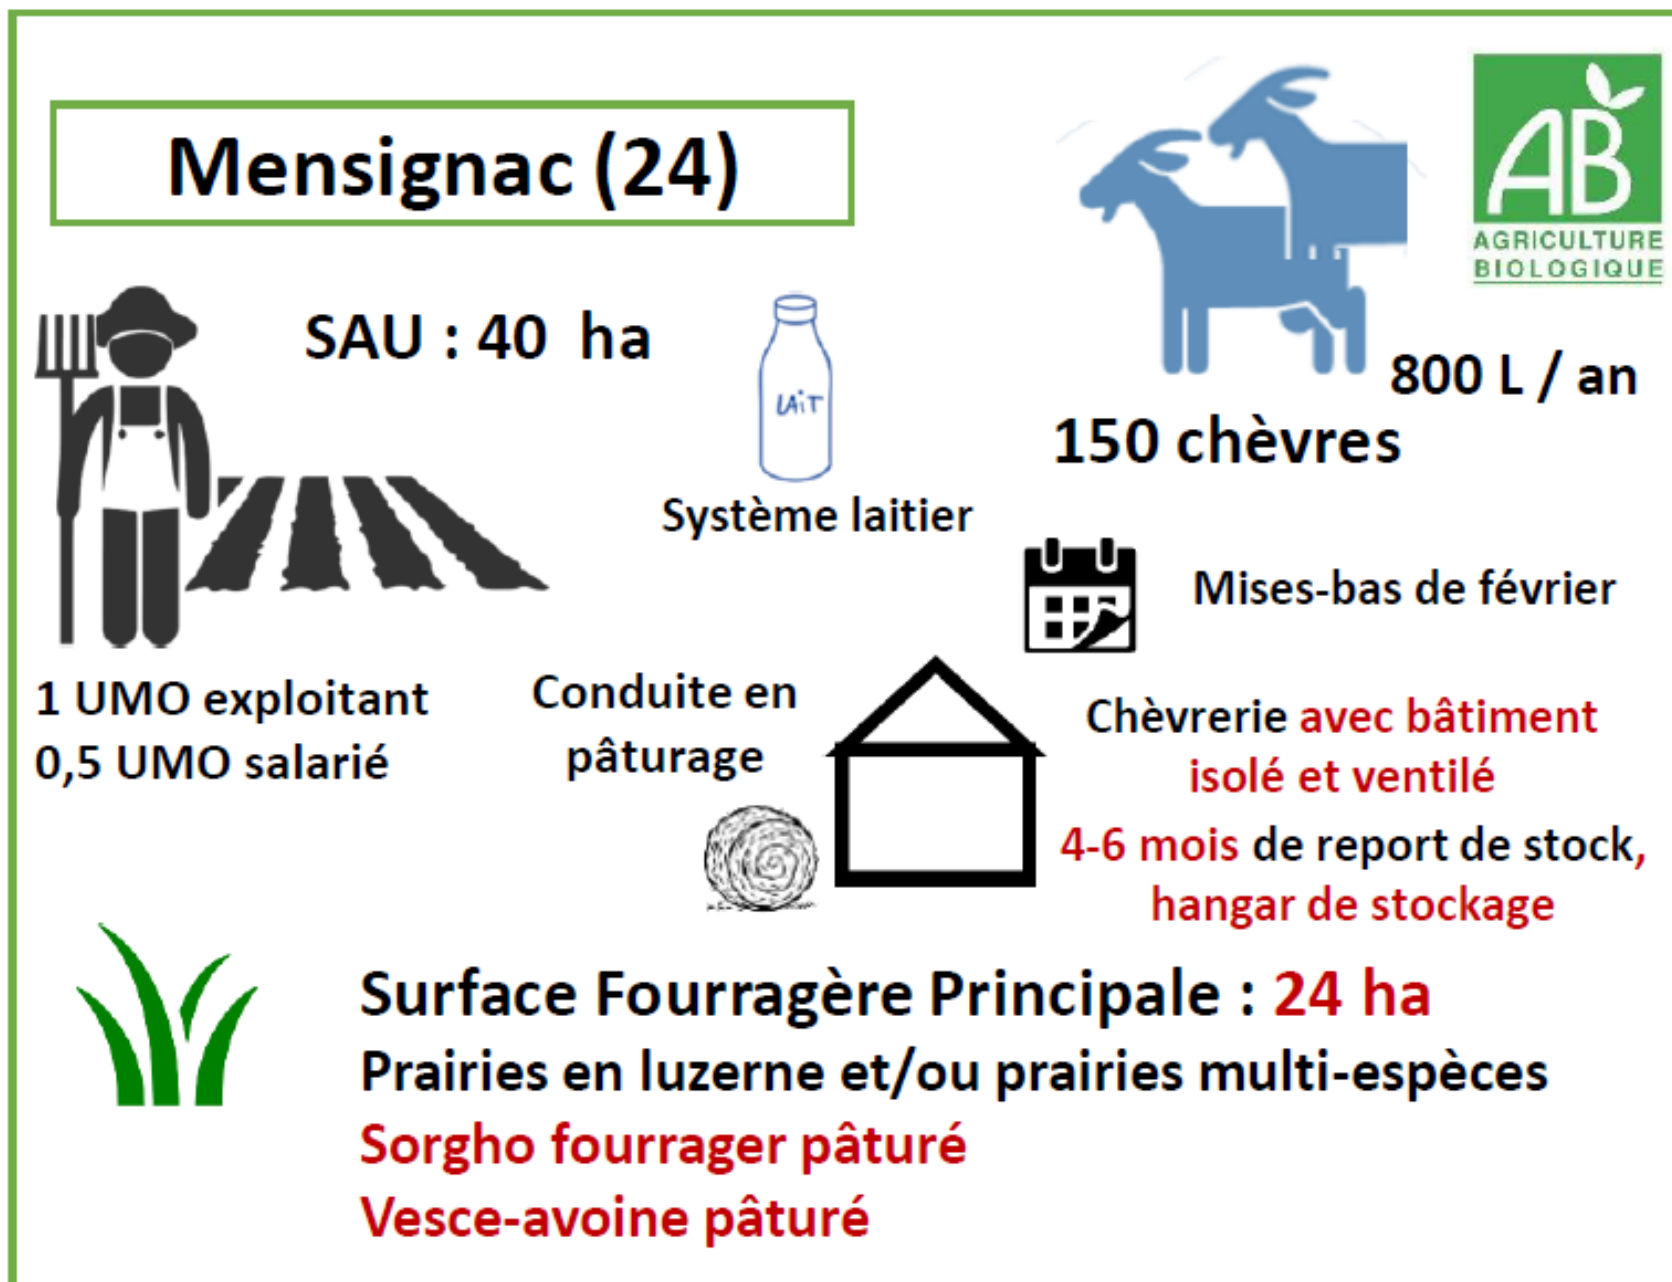 Mensignac (24)
AB
AGRICULTURE
BIOLOGIQUE
SAU : 40 ha
LAIT
800 L / an
150 chèvres
Système laitier
Mises-bas de février
1 UMO exploitant
0,5 UMO salarié
Conduite en
pâturage
Chèvrerie avec bâtiment
isolé et ventilé
4-6 mois de report de stock,
hangar de stockage
Surface Fourragère Principale : 24 ha
Prairies en luzerne et/ou prairies multi-espèces
Sorgho fourrager pâturé
Vesce-avoine pâturé